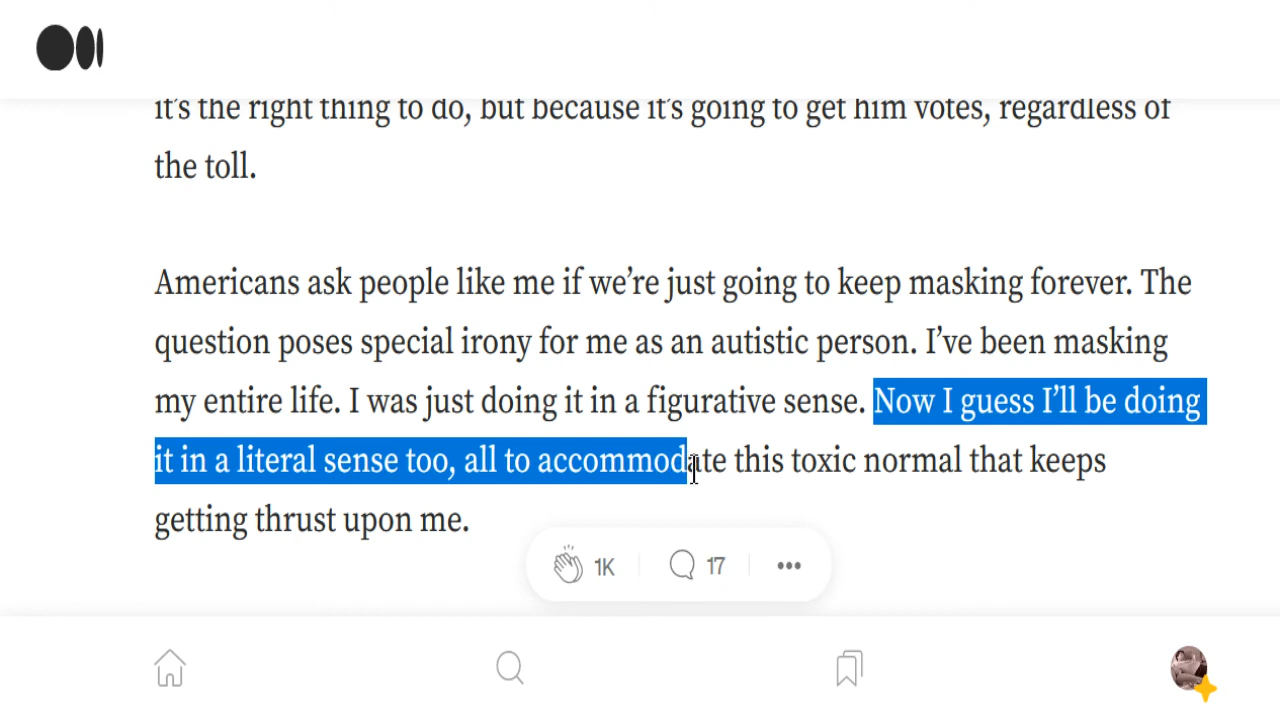 it's the right thing to do, but because it's going to get him votes, regardless of
the toll.
Americans ask people like me if we're just going to keep masking forever. The
question poses special irony for me as an autistic person. I've been masking
my entire life. I was just doing it in a figurative sense. Now I guess I'll be doing
it in a literal sense too, all to accommodate this toxic normal that keeps
getting thrust upon me.
1K 17